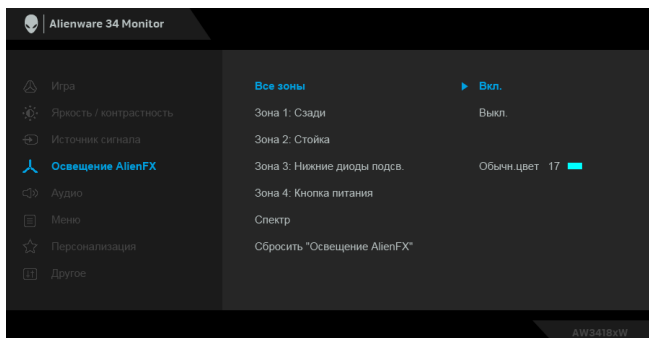 Alienware 34 Monitor
Игра
Яркость / контрастность
Источник сигнала
Освещение AlienFX
Аудио
Меню
Персонализация
Другое
Все зоны
Вкл.
Зона 1: Сзади
Выкл.
Зона 2: Стойка
Зона 3: Нижние диоды подсв.
Обычн.цвет 17
Зона 4: Кнопка питания
Спектр
Сбросить "Освещение AlienFX"
AW3418xW